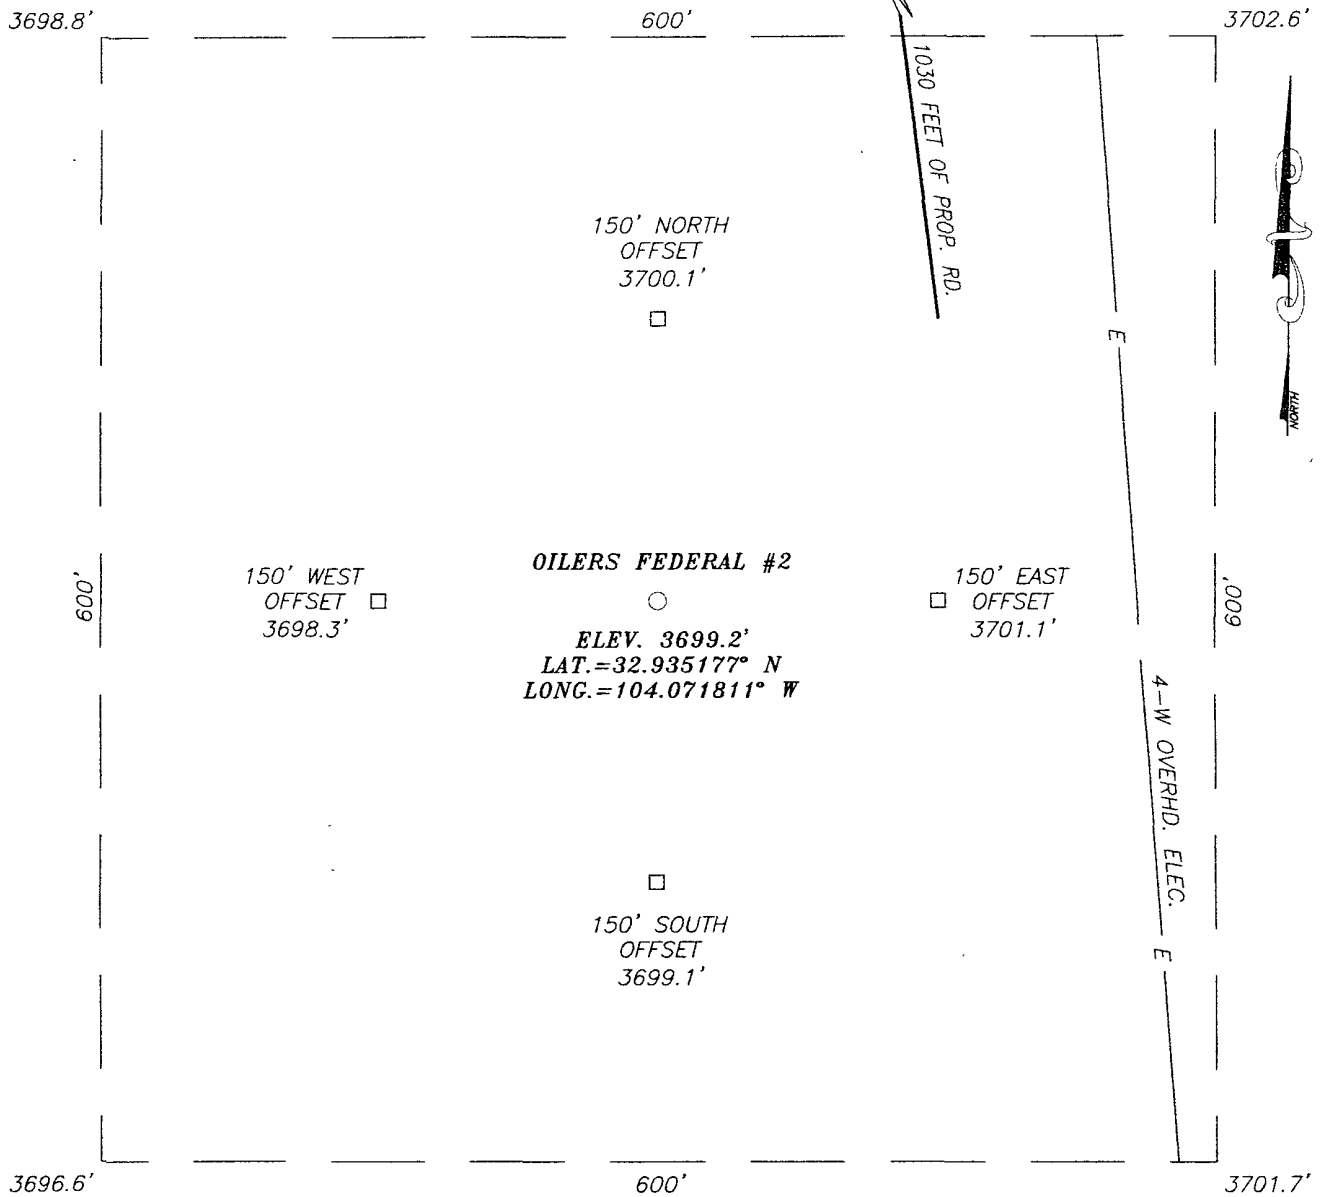 3698.8' 600' 3702.6'
1030 FEET OF PROP. RD.
NORTH
150' NORTH
OFFSET
3700.1'
E
600'
150' WEST
OFFSET
3698.3'
OILERS FEDERAL #2
ELEV. 3699.2'
LAT.=32.935177° N
LONG.=104.071811° W
150' EAST
OFFSET
3701.1'
600'
4-W OVERHD. ELEC.
E
150' SOUTH
OFFSET
3699.1'
3696.6' 600' 3701.7'